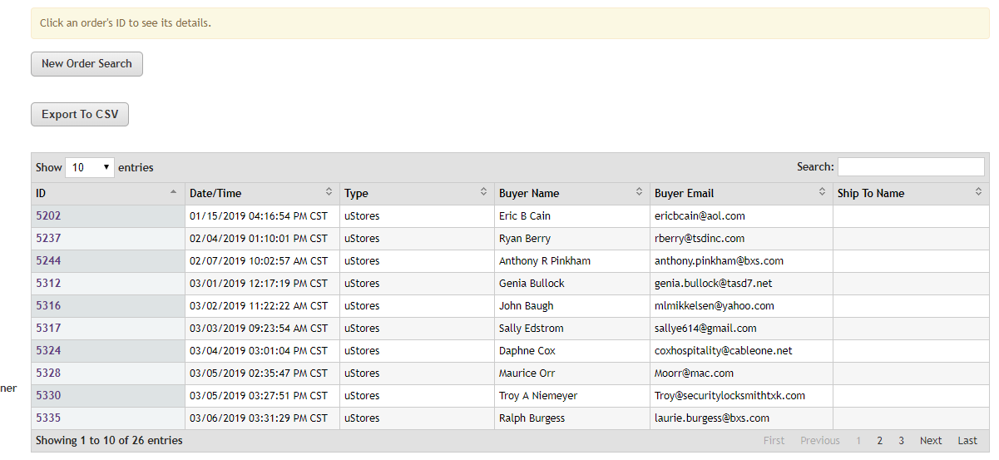 Click an order's ID to see its details.
New Order Search
Export To CSV
Show 10 entries Search:
ID Date/Time Type Buyer Name Buyer Email Ship To Name
5202 01/15/2019 04:16:54 PM CST uStores Eric B Cain ericbcain@aol.com
5237 02/04/2019 01:10:01 PM CST uStores Ryan Berry rberry@tsdinc.com
5244 02/07/2019 10:02:57 AM CST uStores Anthony R Pinkham anthony.pinkham@bxs.com
5312 03/01/2019 12:17:19 PM CST uStores Genia Bullock genia.bullock@tasd7.net
5316 03/02/2019 11:22:22 AM CST uStores John Baugh mlmikkelsen@yahoo.com
5317 03/03/2019 09:23:54 AM CST uStores Sally Edstrom sallye614@gmail.com
5324 03/04/2019 03:01:04 PM CST uStores Daphne Cox coxhospitality@cableone.net
5328 03/05/2019 02:35:47 PM CST uStores Maurice Orr Moorr@mac.com
ner
5330 03/05/2019 03:27:51 PM CST uStores Troy A Niemeyer Troy@securitylocksmithtxk.com
5335 03/06/2019 03:31:29 PM CST uStores Ralph Burgess laurie.burgess@bxs.com
Showing 1 to 10 of 26 entries First Previous 1 2 3 Next Last